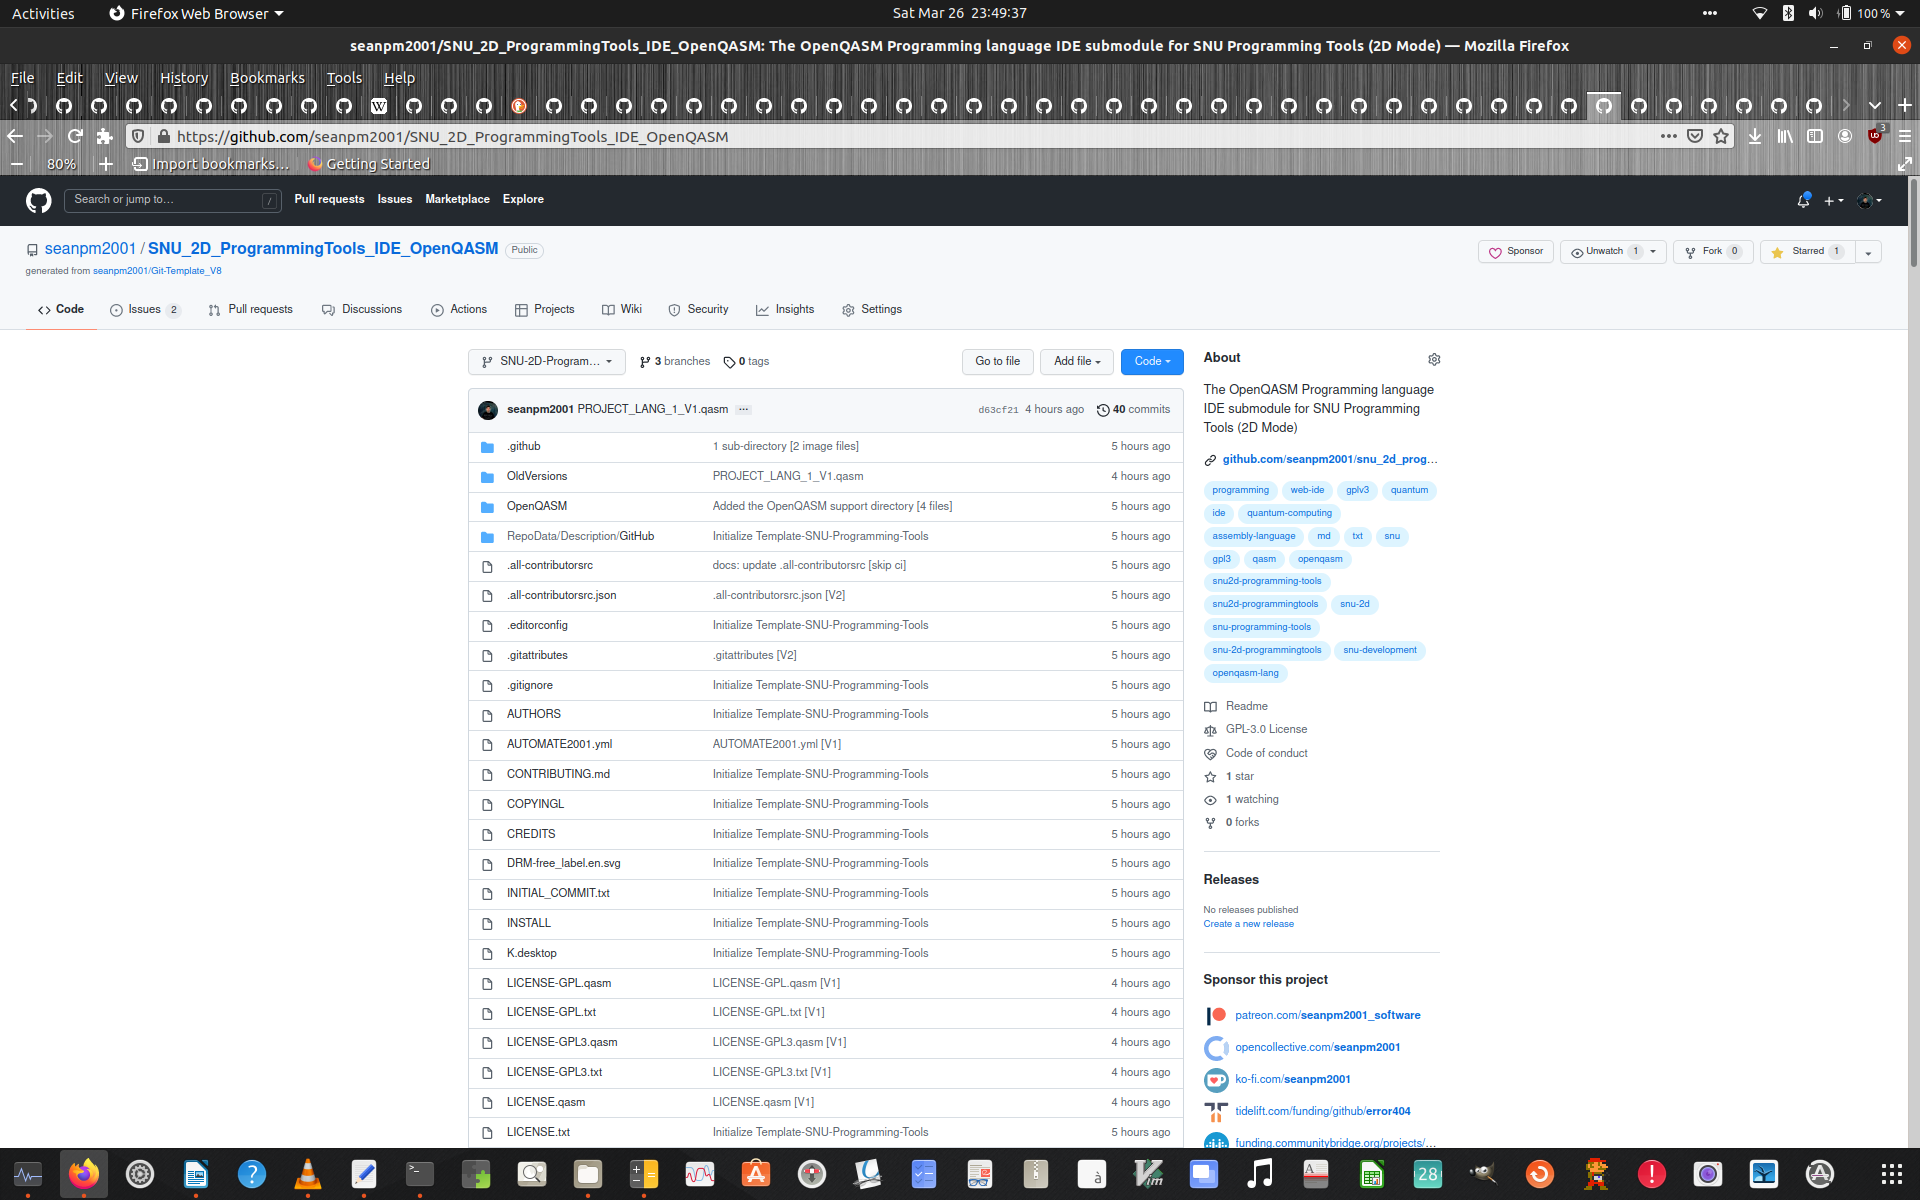 Activities
Firefox Web Browser
Sat Mar 26  23:49:37
100 %
seanpm2001/SNU_2D_ProgrammingTools_IDE_OpenQASM: The OpenQASM Programming language IDE submodule for SNU Programming Tools (2D Mode) — Mozilla Firefox
File Edit View History Bookmarks Tools Help
https://github.com/seanpm2001/SNU_2D_ProgrammingTools_IDE_OpenQASM
3
80%
Import bookmarks…
Getting Started
Search or jump to…
/
Pull requests Issues Marketplace Explore
seanpm2001 / SNU_2D_ProgrammingTools_IDE_OpenQASM Public
generated from seanpm2001/Git-Template_V8
Sponsor
Unwatch 1
Fork 0
Starred 1
Code
Issues 2
Pull requests
Discussions
Actions
Projects
Wiki
Security
Insights
Settings
SNU-2D-Program…
3 branches
0 tags
Go to file
Add file
Code
seanpm2001 PROJECT_LANG_1_V1.qasm …
d63cf21 4 hours ago
40 commits
.github 1 sub-directory [2 image files] 5 hours ago
OldVersions PROJECT_LANG_1_V1.qasm 4 hours ago
OpenQASM Added the OpenQASM support directory [4 files] 5 hours ago
RepoData/Description/GitHub Initialize Template-SNU-Programming-Tools 5 hours ago
.all-contributorsrc docs: update .all-contributorsrc [skip ci] 5 hours ago
.all-contributorsrc.json .all-contributorsrc.json [V2] 5 hours ago
.editorconfig Initialize Template-SNU-Programming-Tools 5 hours ago
.gitattributes .gitattributes [V2] 5 hours ago
.gitignore Initialize Template-SNU-Programming-Tools 5 hours ago
AUTHORS Initialize Template-SNU-Programming-Tools 5 hours ago
AUTOMATE2001.yml AUTOMATE2001.yml [V1] 5 hours ago
CONTRIBUTING.md Initialize Template-SNU-Programming-Tools 5 hours ago
COPYINGL Initialize Template-SNU-Programming-Tools 5 hours ago
CREDITS Initialize Template-SNU-Programming-Tools 5 hours ago
DRM-free_label.en.svg Initialize Template-SNU-Programming-Tools 5 hours ago
INITIAL_COMMIT.txt Initialize Template-SNU-Programming-Tools 5 hours ago
INSTALL Initialize Template-SNU-Programming-Tools 5 hours ago
K.desktop Initialize Template-SNU-Programming-Tools 5 hours ago
LICENSE-GPL.qasm LICENSE-GPL.qasm [V1] 4 hours ago
LICENSE-GPL.txt LICENSE-GPL.txt [V1] 4 hours ago
LICENSE-GPL3.qasm LICENSE-GPL3.qasm [V1] 4 hours ago
LICENSE-GPL3.txt LICENSE-GPL3.txt [V1] 4 hours ago
LICENSE.qasm LICENSE.qasm [V1] 4 hours ago
LICENSE.txt Initialize Template-SNU-Programming-Tools 5 hours ago
About
The OpenQASM Programming language
IDE submodule for SNU Programming
Tools (2D Mode)
github.com/seanpm2001/snu_2d_prog…
programming web-ide gplv3 quantum
ide quantum-computing
assembly-language md txt snu
gpl3 qasm openqasm
snu2d-programming-tools
snu2d-programmingtools snu-2d
snu-programming-tools
snu-2d-programmingtools snu-development
openqasm-lang
Readme
GPL-3.0 License
Code of conduct
1 star
1 watching
0 forks
Releases
No releases published
Create a new release
Sponsor this project
patreon.com/seanpm2001_software
opencollective.com/seanpm2001
ko-fi.com/seanpm2001
tidelift.com/funding/github/error404
funding.communitybridge.org/projects/…
28